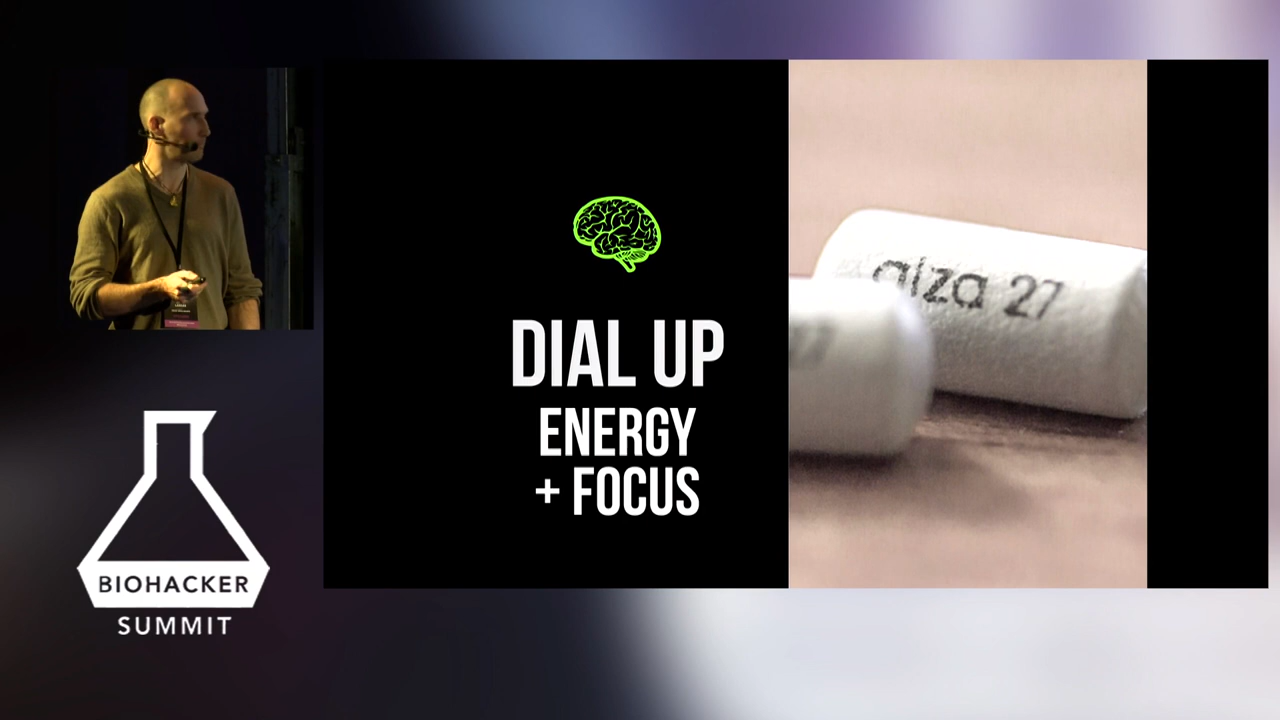 DIAL UP
ENERGY
+ FOCUS
alza 27
BIOHACKER
SUMMIT